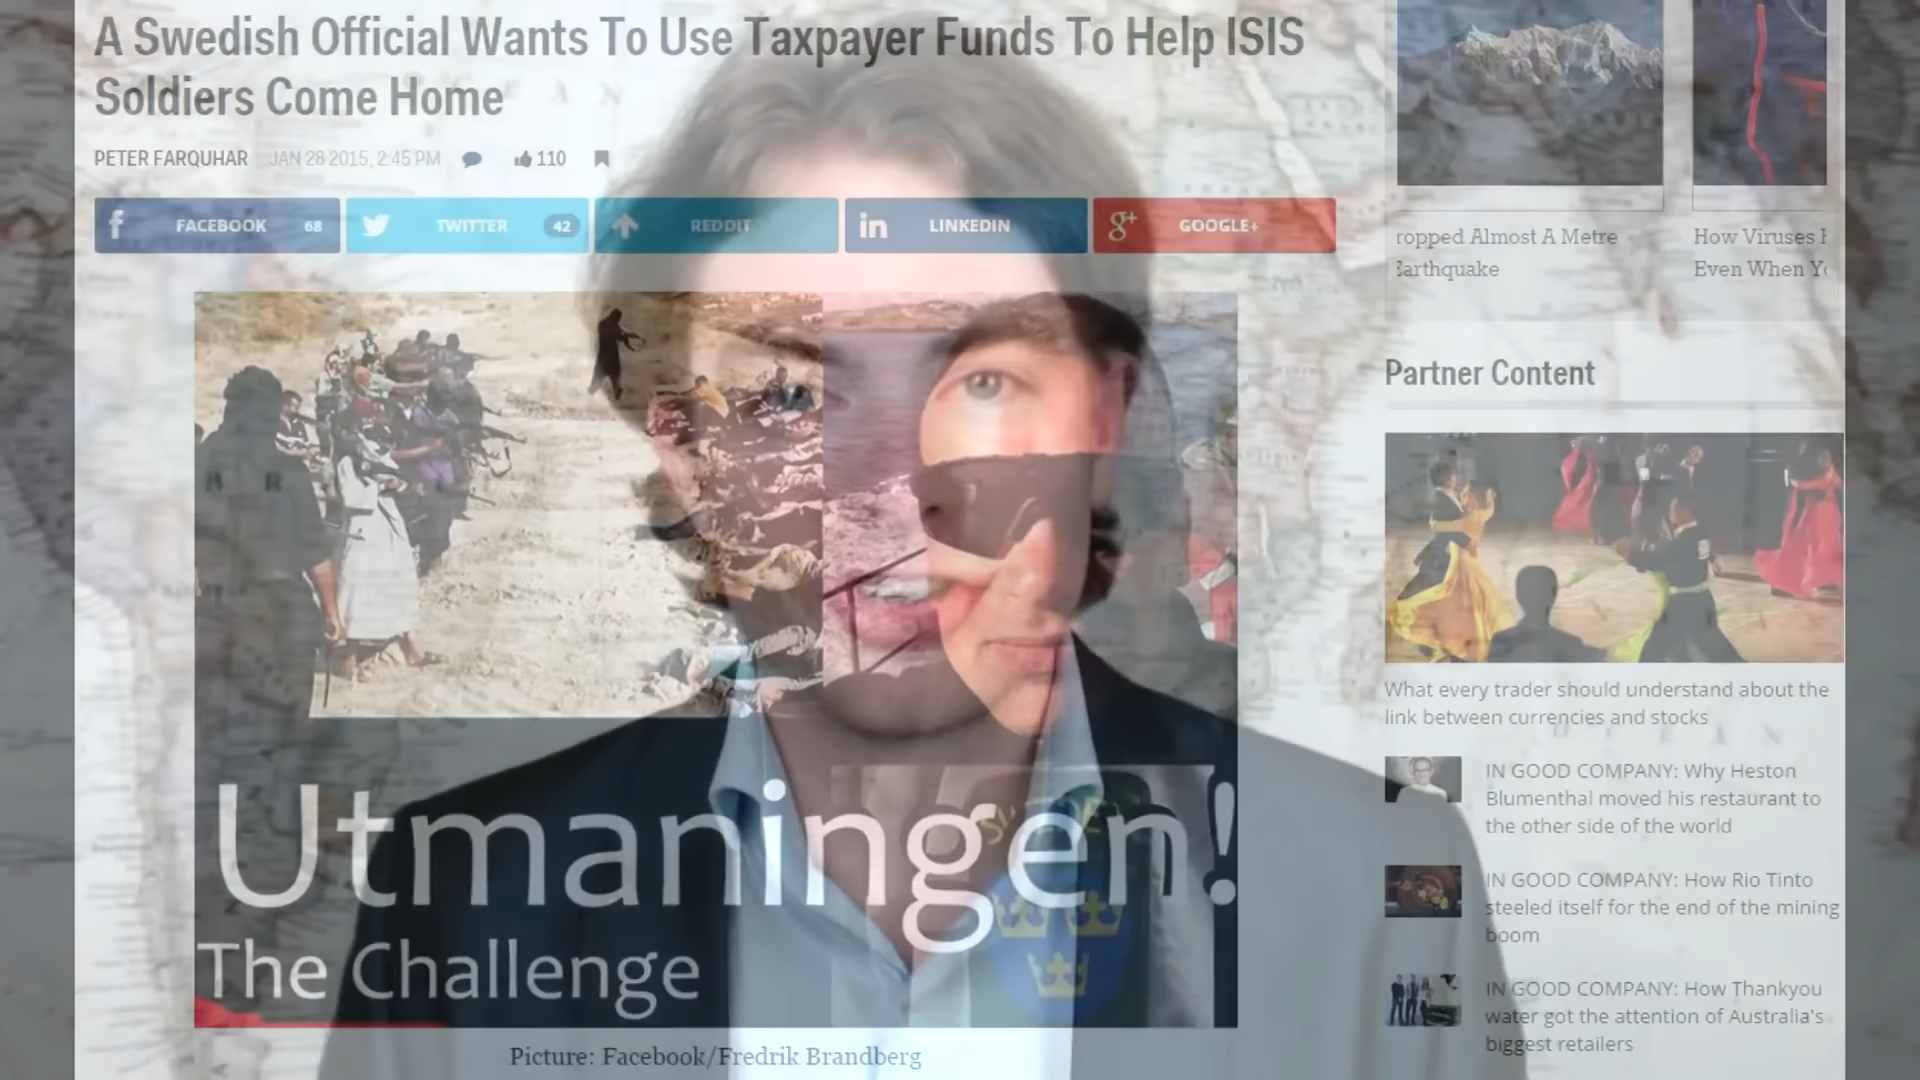 A Swedish Official Wants To Use Taxpayer Funds To Help ISIS
Soldiers Come Home
PETER FARQUHAR JAN 28 2015, 2:45 PM 110
FACEBOOK 68
TWITTER 42
REDDIT
LINKEDIN
GOOGLE+
Utmaningen!
The Challenge
Picture: Facebook/Fredrik Brandberg
ropped Almost A Metre
Earthquake
How Viruses
Even When
Partner Content
What every trader should understand about the
link between currencies and stocks
IN GOOD COMPANY: Why Heston
Blumenthal moved his restaurant to
the other side of the world
IN GOOD COMPANY: How Rio Tinto
steeled itself for the end of the mining
boom
IN GOOD COMPANY: How Thankyou
water got the attention of Australia's
biggest retailers